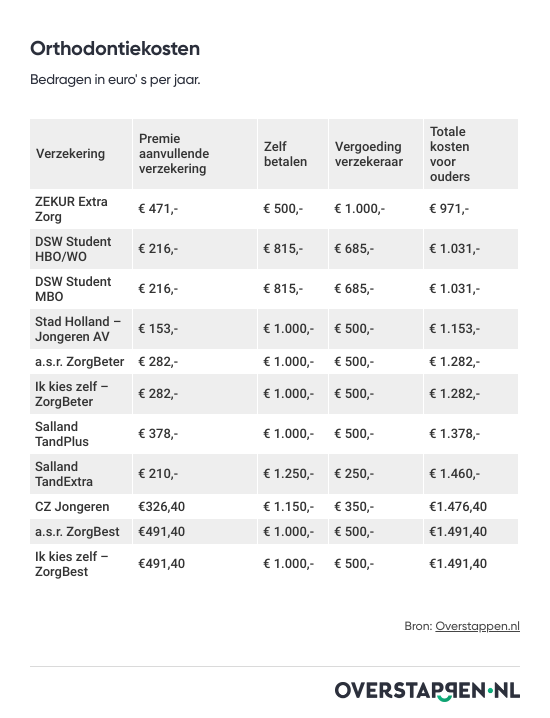 Orthodontiekosten
Bedragen in euro' s per jaar.
Verzekering
Premie
aanvullende
verzekering
Zelf
betalen
Vergoeding
verzekeraar
Totale
kosten
voor
ouders
ZEKUR Extra
Zorg
€ 471,-
€ 500,-
€ 1.000,-
€ 971,-
DSW Student
HBO/WO
€ 216,-
€ 815,-
€ 685,-
€ 1.031,-
DSW Student
MBO
€ 216,-
€ 815,-
€ 685,-
€ 1.031,-
Stad Holland –
Jongeren AV
€ 153,-
€ 1.000,-
€ 500,-
€ 1.153,-
a.s.r. ZorgBeter
€ 282,-
€ 1.000,-
€ 500,-
€ 1.282,-
Ik kies zelf –
ZorgBeter
€ 282,-
€ 1.000,-
€ 500,-
€ 1.282,-
Salland
TandPlus
€ 378,-
€ 1.000,-
€ 500,-
€ 1.378,-
Salland
TandExtra
€ 210,-
€ 1.250,-
€ 250,-
€ 1.460,-
CZ Jongeren
€326,40
€ 1.150,-
€ 350,-
€1.476,40
a.s.r. ZorgBest
€491,40
€ 1.000,-
€ 500,-
€1.491,40
Ik kies zelf –
ZorgBest
€491,40
€ 1.000,-
€ 500,-
€1.491,40
Bron: Overstappen.nl
OVERSTAPPEN·NL